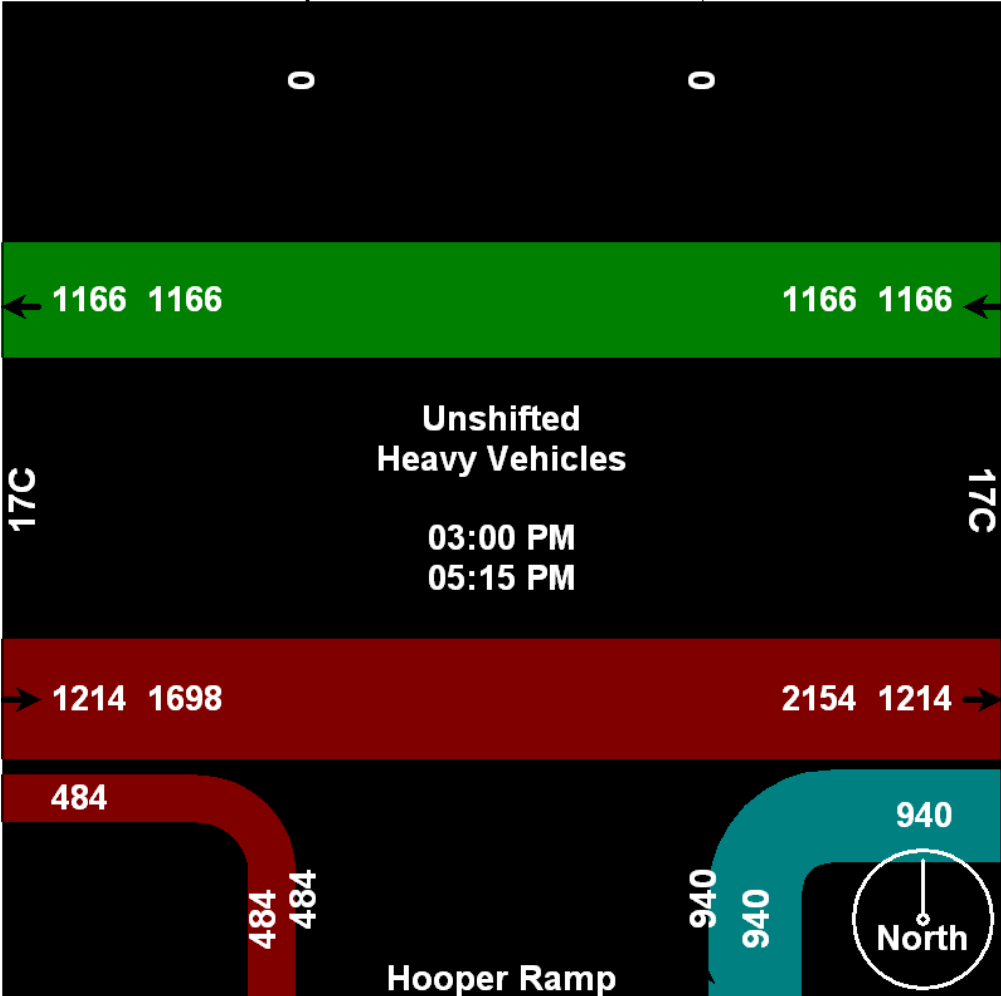 0 0
1166 1166 1166 1166
Unshifted
Heavy Vehicles
17C 17C
03:00 PM
05:15 PM
1214 1698 2154 1214
484 940
484 484 940 940
North
Hooper Ramp